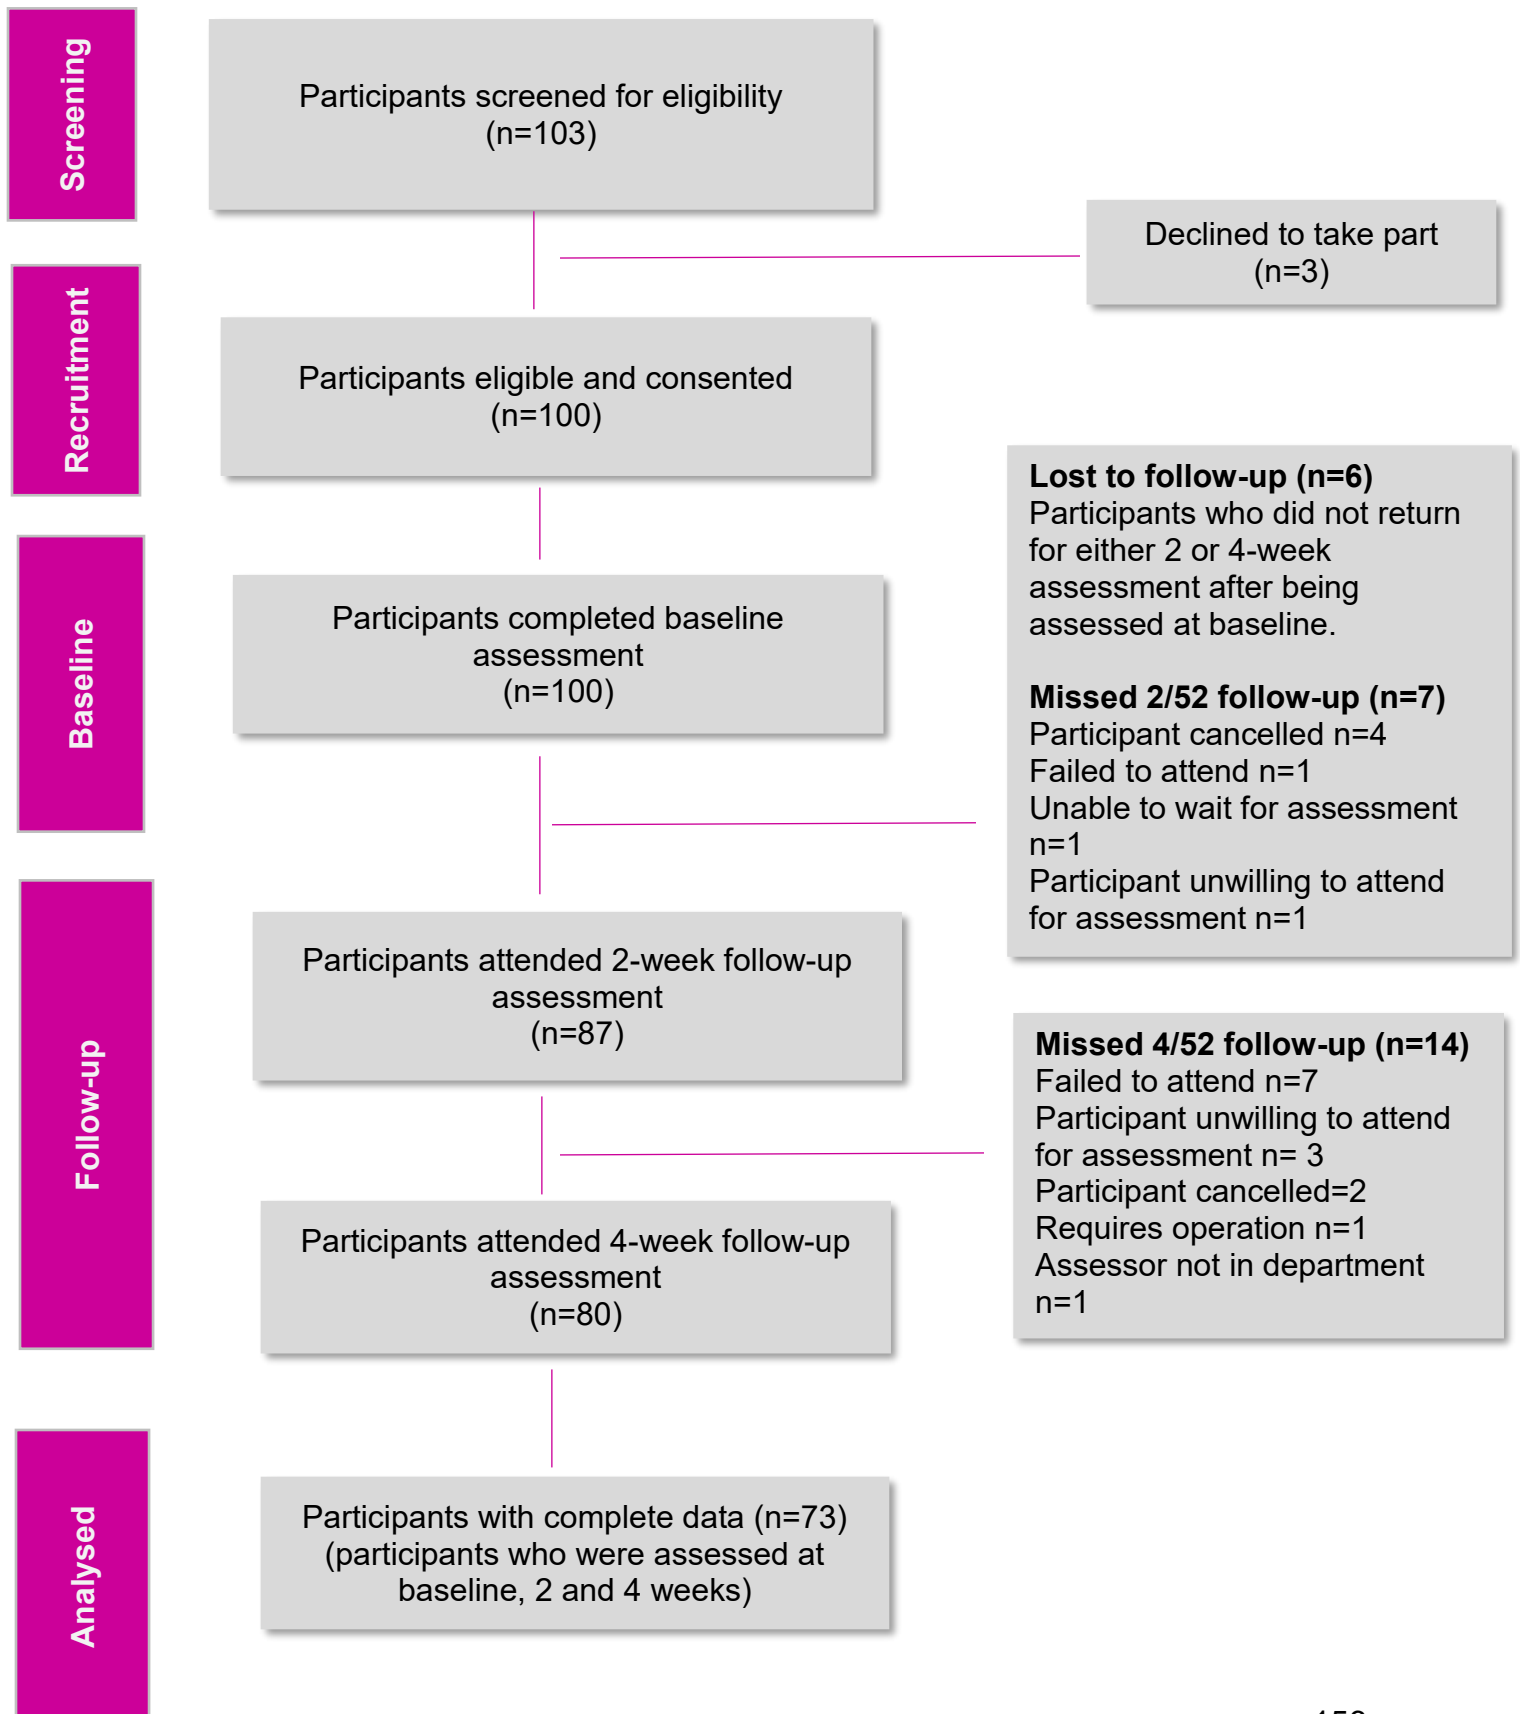 Screening
Participants screened for eligibility
(n=103)
Declined to take part
(n=3)
Recruitment
Participants eligible and consented
(n=100)
Baseline
Participants completed baseline
assessment
(n=100)
Lost to follow-up (n=6)
Participants who did not return
for either 2 or 4-week
assessment after being
assessed at baseline.
Missed 2/52 follow-up (n=7)
Participant cancelled n=4
Failed to attend n=1
Unable to wait for assessment
n=1
Participant unwilling to attend
for assessment n=1
Follow-up
Participants attended 2-week follow-up
assessment
(n=87)
Missed 4/52 follow-up (n=14)
Failed to attend n=7
Participant unwilling to attend
for assessment n= 3
Participant cancelled=2
Requires operation n=1
Assessor not in department
n=1
Participants attended 4-week follow-up
assessment
(n=80)
Analysed
Participants with complete data (n=73)
(participants who were assessed at
baseline, 2 and 4 weeks)